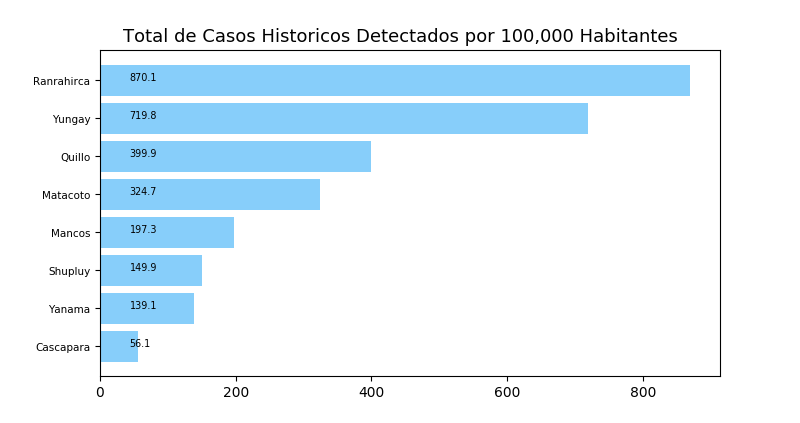 Total de Casos Historicos Detectados por 100,000 Habitantes
Ranrahirca 870.1
Yungay 719.8
Quillo 399.9
Matacoto 324.7
Mancos 197.3
Shupluy 149.9
Yanama 139.1
Cascapara 56.1
0 200 400 600 800